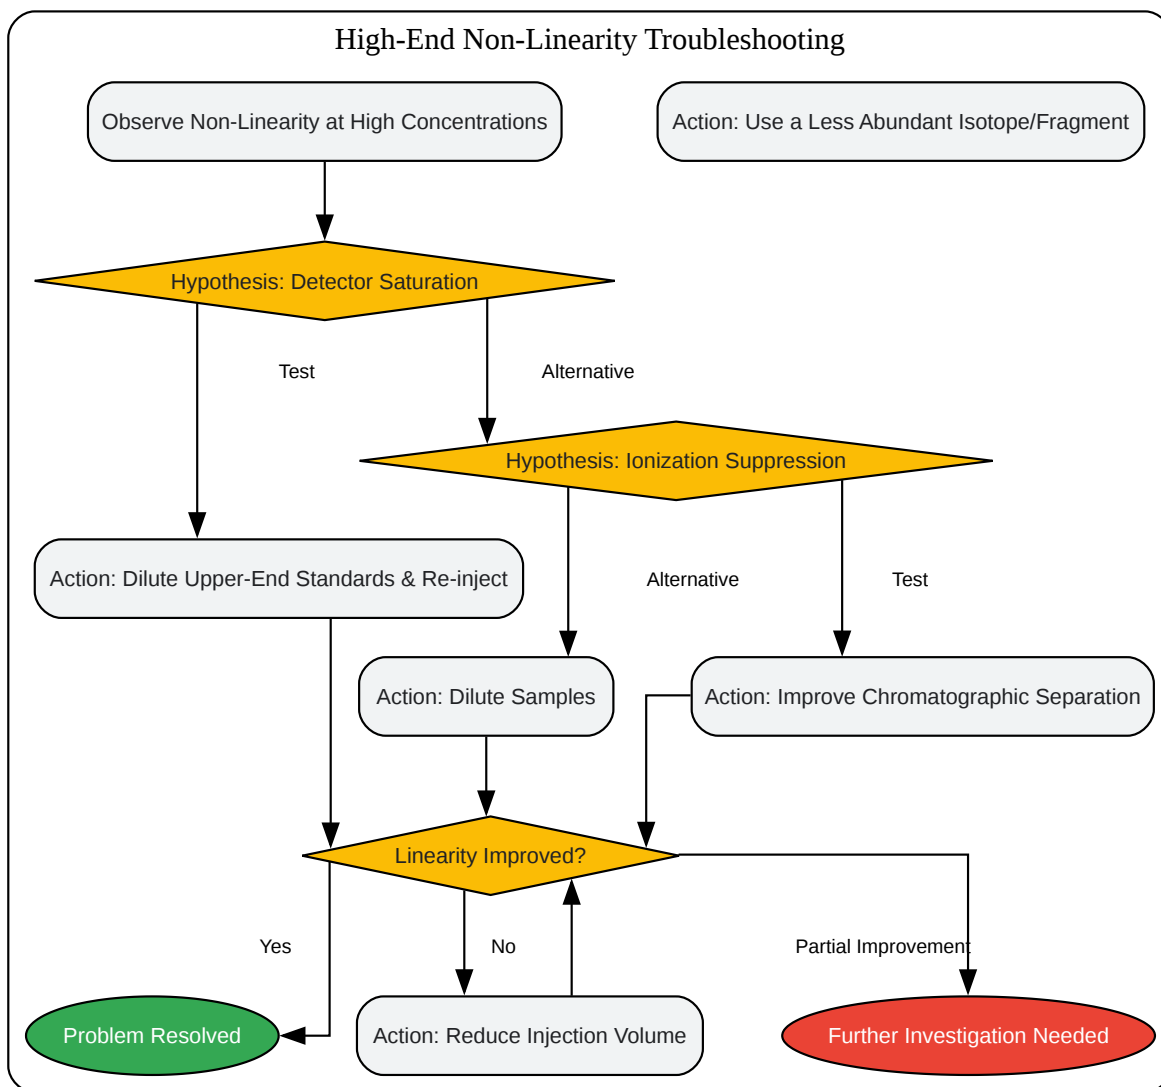 High-End Non-Linearity Troubleshooting
Observe Non-Linearity at High Concentrations
Action: Use a Less Abundant Isotope/Fragment
Hypothesis: Detector Saturation
Test
Alternative
Hypothesis: Ionization Suppression
Action: Dilute Upper-End Standards & Re-inject
Alternative
Test
Action: Dilute Samples
Action: Improve Chromatographic Separation
Linearity Improved?
Yes
No
Partial Improvement
Problem Resolved
Action: Reduce Injection Volume
Further Investigation Needed